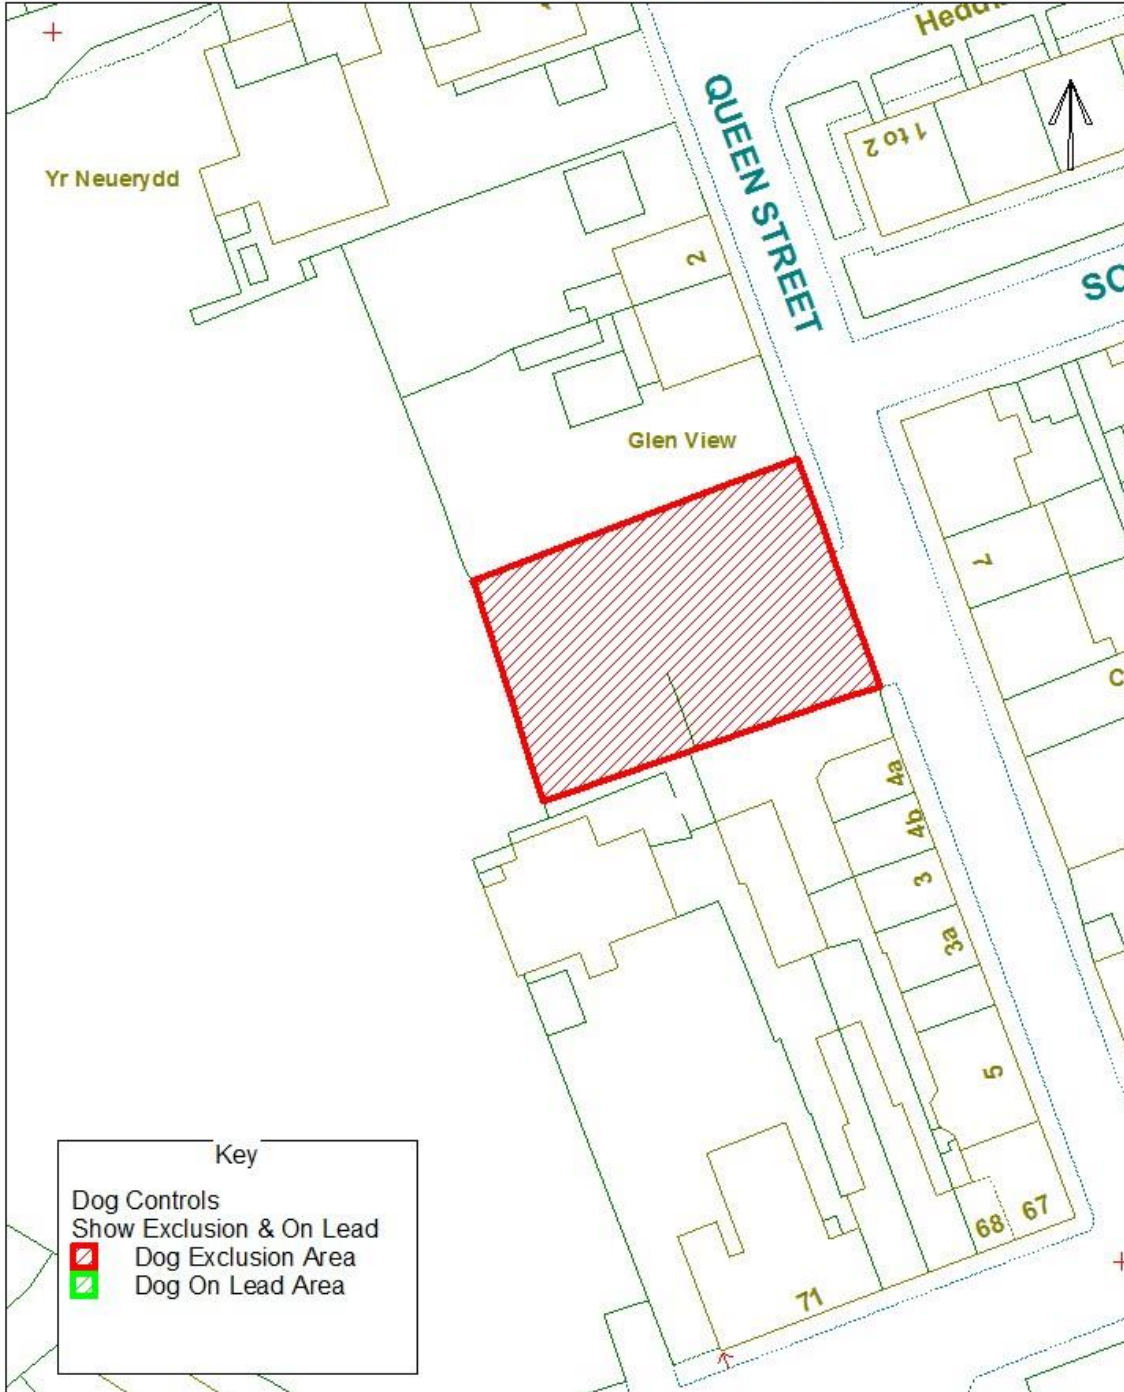 QUEEN STREET
1 to 2
Yr Neuerydd
2
SC
Glen View
7
C
4a
4b
3
3a
5
67
68
71
Key
Dog Controls
Show Exclusion & On Lead
Dog Exclusion Area
Dog On Lead Area